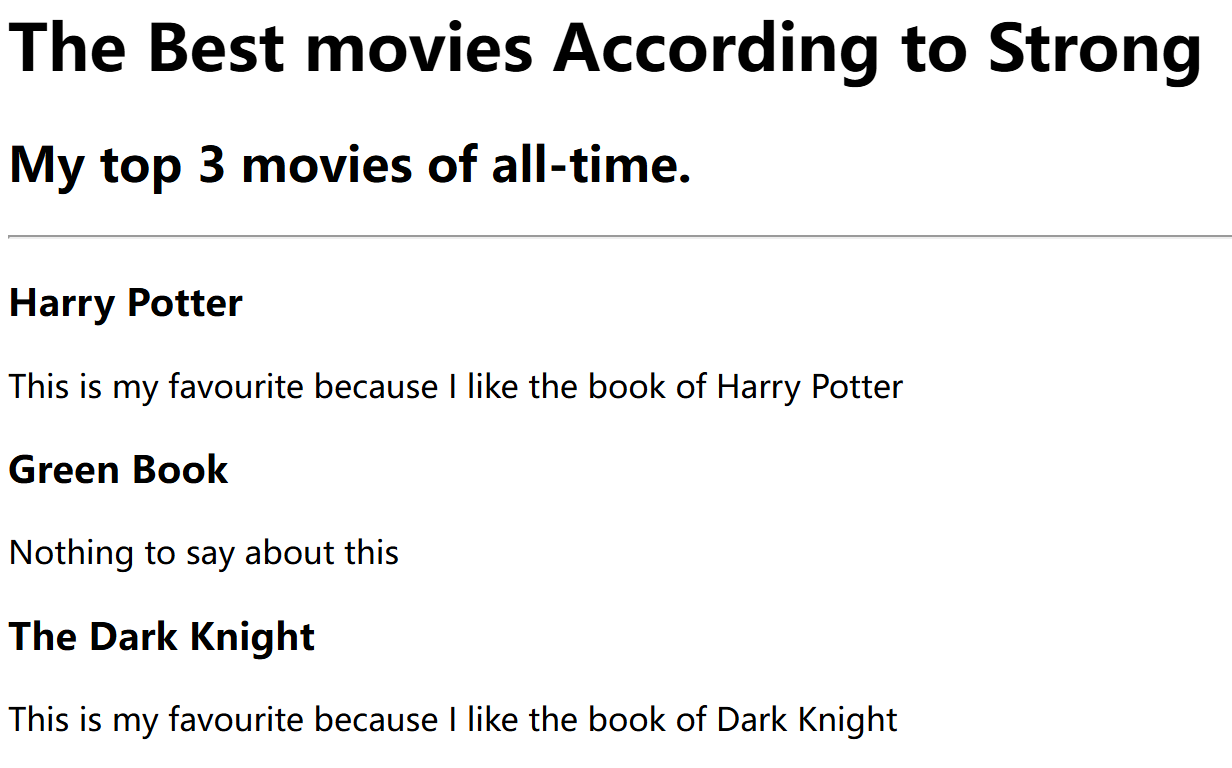 The Best movies According to Strong
My top 3 movies of all-time.
Harry Potter
This is my favourite because I like the book of Harry Potter
Green Book
Nothing to say about this
The Dark Knight
This is my favourite because I like the book of Dark Knight